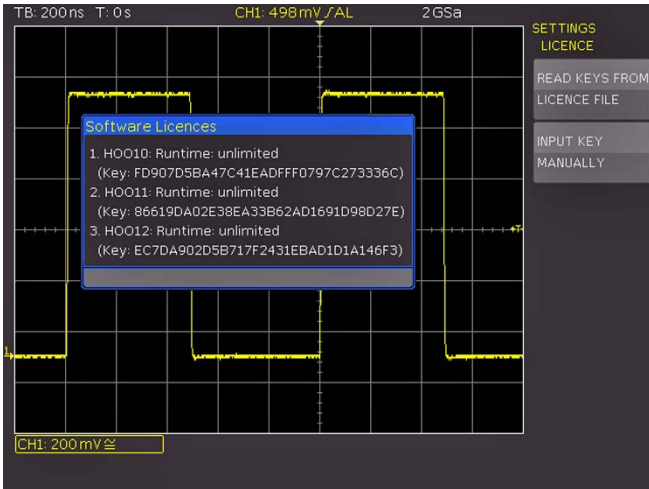 TB: 200ns T: 0s CH1: 498mV AL 2GSa
SETTINGS
LICENCE
READ KEYS FROM
LICENCE FILE
INPUT KEY
MANUALLY
Software Licences
1. HOO10: Runtime: unlimited
(Key: FD907D5BA47C41EADFFF0797C273336C)
2. HOO11: Runtime: unlimited
(Key: 86619DA02E38EA33B62AD1691D98D27E)
3. HOO12: Runtime: unlimited
(Key: EC7DA902D5B717F2431EBAD1D1A146F3)
T
1
CH1: 200mV≅